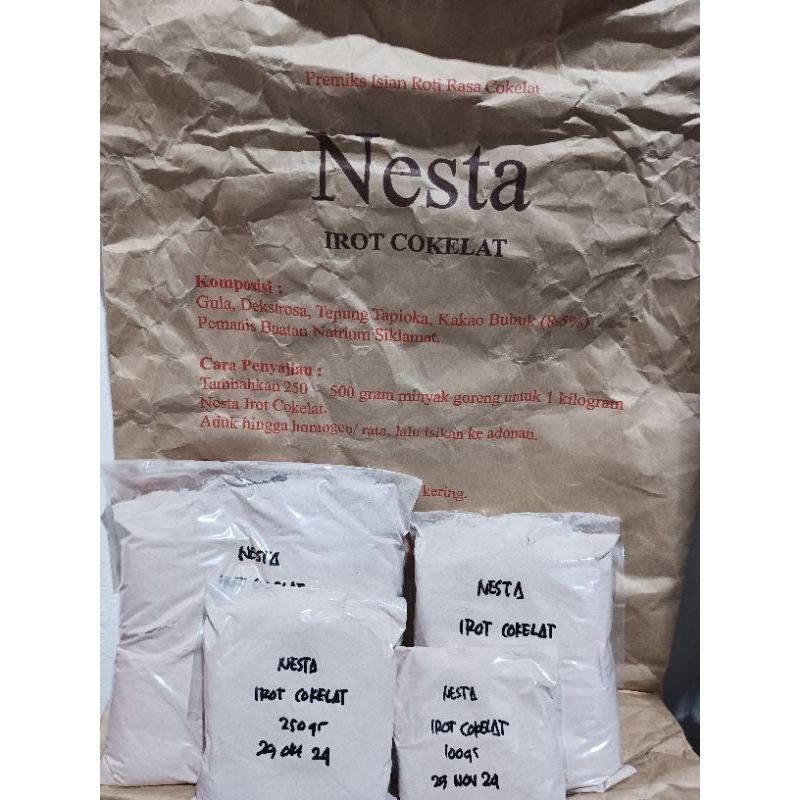 Premiks Isian Roti Rasa Cokelat
Nesta
IROT COKELAT
Komposisi :
Gula, Dekstrosa, Tepung Tapioka, Kakao Bubuk (8.5%)
Pemanis Buatan Natrium Siklamat.
Cara Penyajian :
Tambahkan 250 - 500 gram minyak goreng untuk 1 kilogram
Nesta Irot Cokelat.
Aduk hingga homogen/ rata, lalu isikan ke adonan.
kering.
NESTA
IROT COKELAT
NESTA
IROT COKELAT
NESTA
IROT COKELAT
250gr
29 okt 24
NESTA
IROT COKELAT
100gr
29 NOV 24